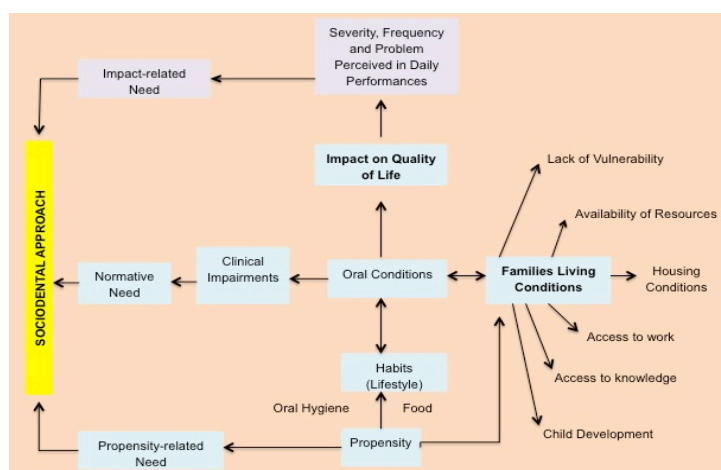 Severity, Frequency
and Problem
Perceived in Daily
Performances
Impact-related
Need
Impact on Quality
of Life
Lack of Vulnerability
Availability of Resources
SOCIODENTAL APPROACH
Normative
Need
Clinical
Impairments
Oral Conditions
Families Living
Conditions
Housing
Conditions
Access to work
Habits
(Lifestyle)
Access to knowledge
Oral Hygiene
Food
Child Development
Propensity-related
Need
Propensity